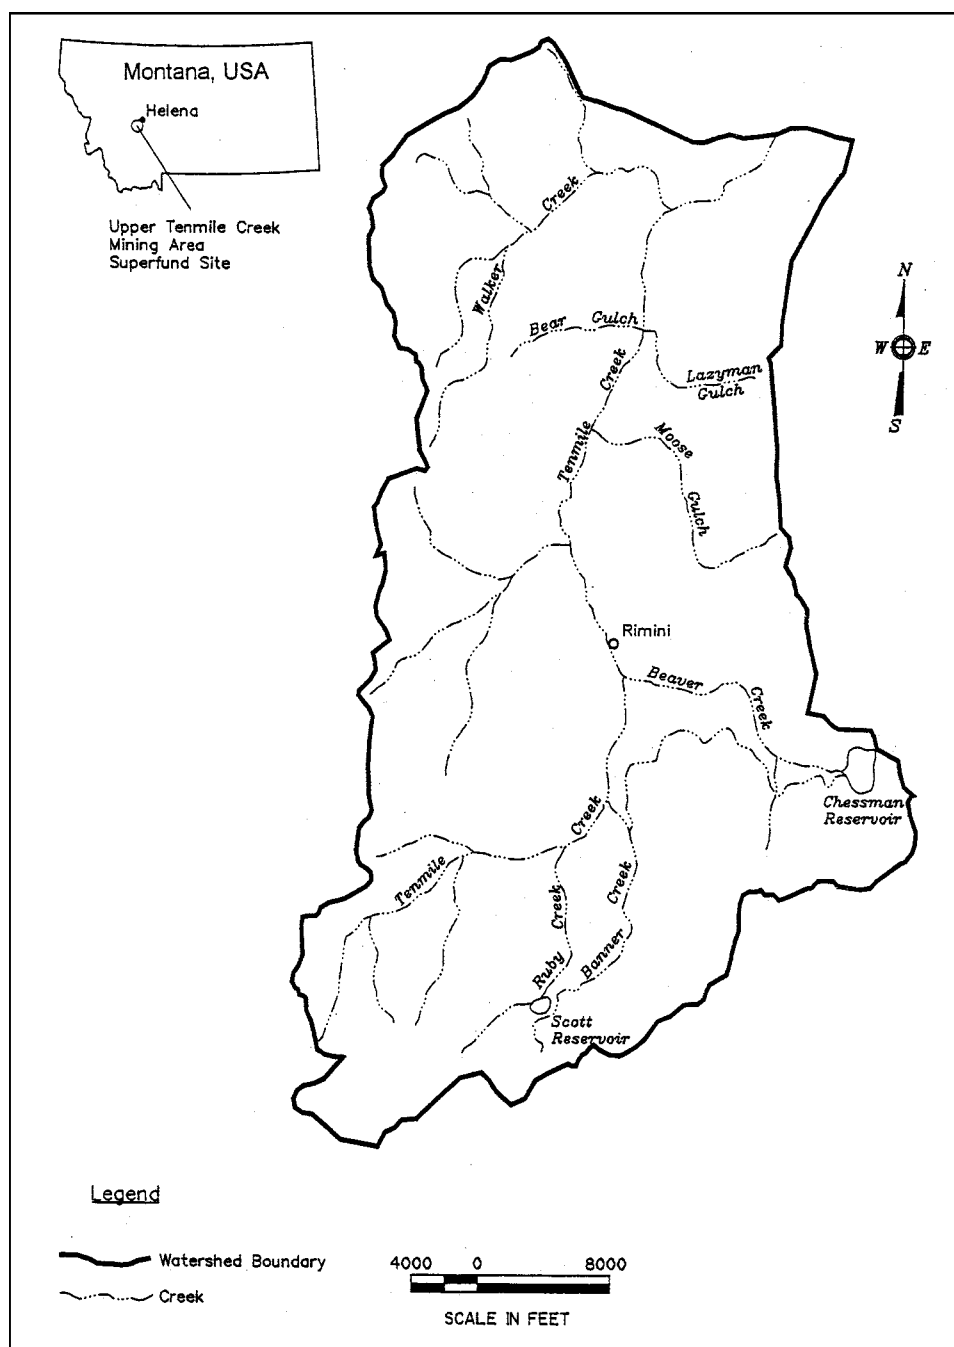 Montana, USA
Helena
Upper Tenmile Creek
Mining Area
Superfund Site
Creek
Walker
Bear Gulch
Creek
Lazyman
Gulch
Tenmile
Moose
Gulch
N
W E
S
Rimini
Beaver
Creek
Chessman
Reservoir
Creek
Tenmile
Creek
Creek
Ruby
Banner
Scott
Reservoir
Legend
Watershed Boundary
Creek
4000 0 8000
SCALE IN FEET